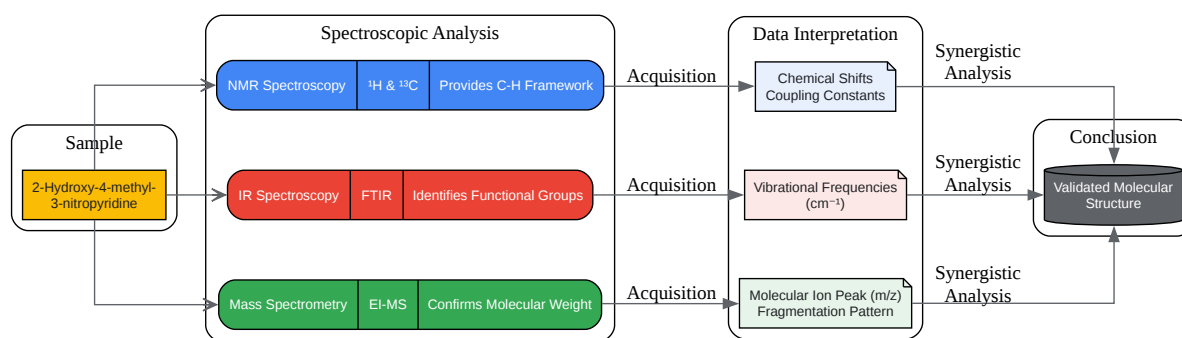 Spectroscopic Analysis
Data Interpretation
NMR Spectroscopy
¹H & ¹³C
Provides C-H Framework
Acquisition
Chemical Shifts
Coupling Constants
Synergistic
Analysis
Sample
2-Hydroxy-4-methyl-
3-nitropyridine
IR Spectroscopy
FTIR
Identifies Functional Groups
Acquisition
Vibrational Frequencies
(cm⁻¹)
Synergistic
Analysis
Conclusion
Validated Molecular
Structure
Mass Spectrometry
EI-MS
Confirms Molecular Weight
Acquisition
Molecular Ion Peak (m/z)
Fragmentation Pattern
Synergistic
Analysis